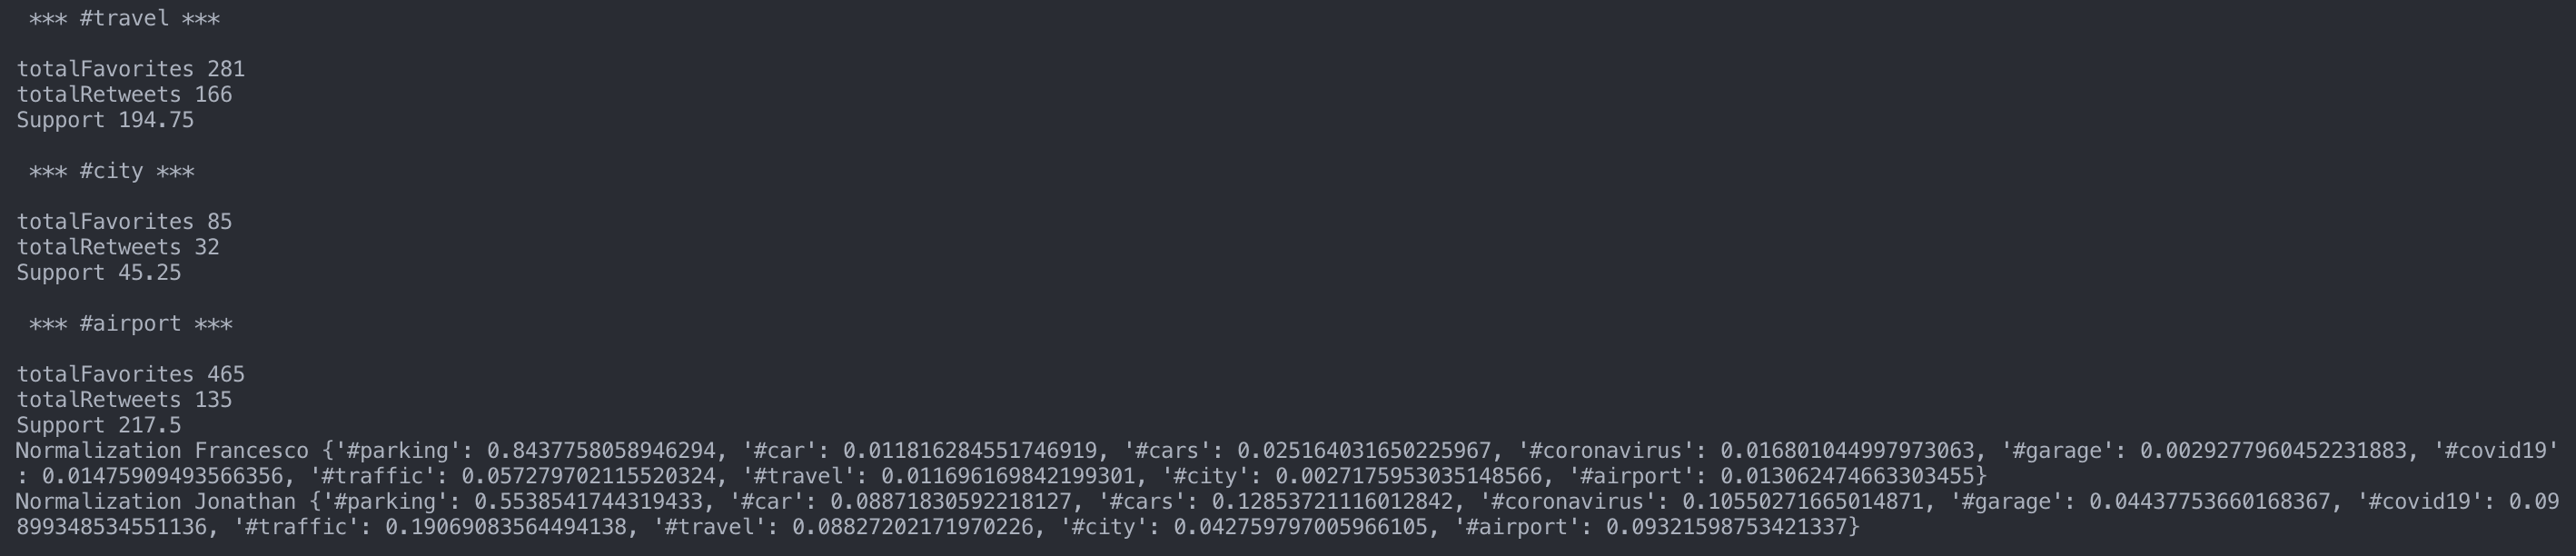 *** #travel ***
totalFavorites 281
totalRetweets 166
Support 194.75
*** #city ***
totalFavorites 85
totalRetweets 32
Support 45.25
*** #airport ***
totalFavorites 465
totalRetweets 135
Support 217.5
Normalization Francesco {'#parking': 0.8437758058946294, '#car': 0.011816284551746919, '#cars': 0.025164031650225967, '#coronavirus': 0.016801044997973063, '#garage': 0.0029277960452231883, '#covid19'
: 0.01475909493566356, '#traffic': 0.057279702115520324, '#travel': 0.011696169842199301, '#city': 0.0027175953035148566, '#airport': 0.013062474663303455}
Normalization Jonathan {'#parking': 0.5538541744319433, '#car': 0.08871830592218127, '#cars': 0.12853721116012842, '#coronavirus': 0.10550271665014871, '#garage': 0.04437753660168367, '#covid19': 0.09
899348534551136, '#traffic': 0.19069083564494138, '#travel': 0.08827202171970226, '#city': 0.042759797005966105, '#airport': 0.09321598753421337}